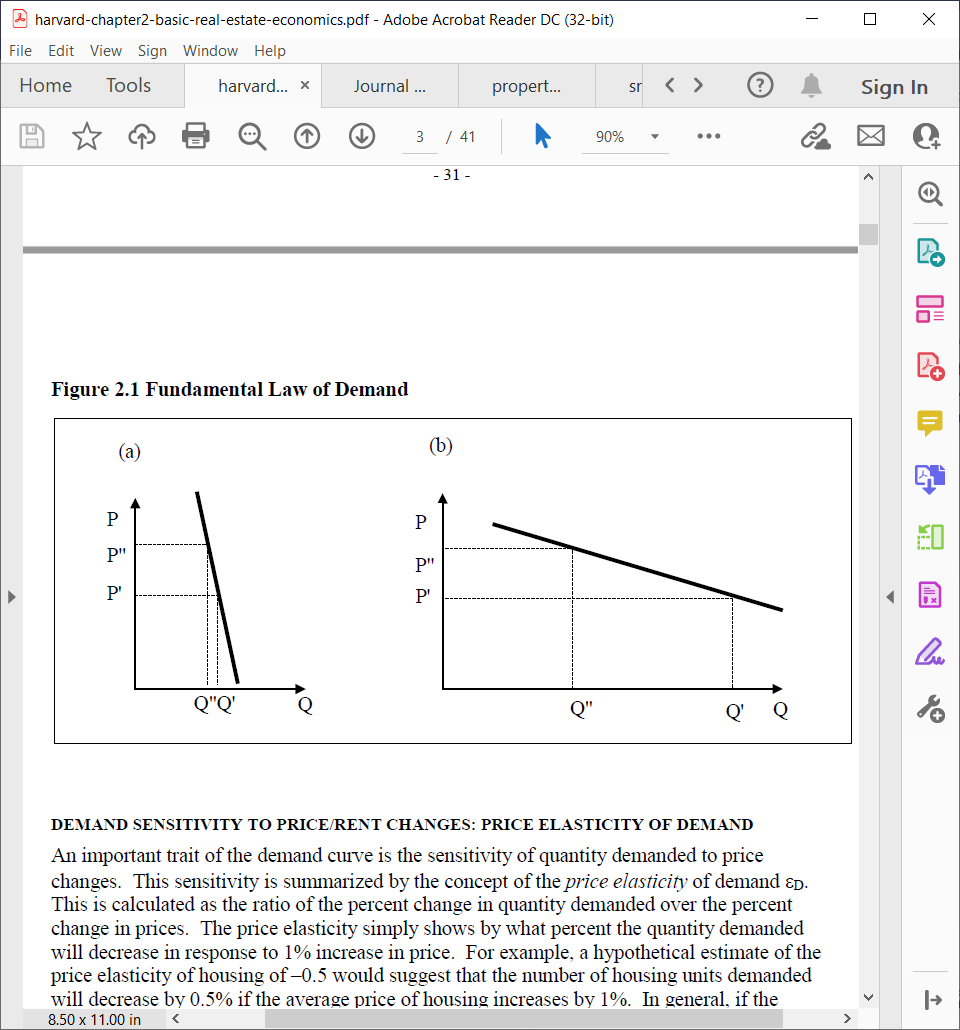 harvard-chapter2-basic-real-estate-economics.pdf - Adobe Acrobat Reader DC (32-bit)
File Edit View Sign Window Help
Home Tools harvard... × Journal ... propert... sr ? Sign In
3 / 41 90%
- 31 -
Figure 2.1 Fundamental Law of Demand
(a) (b)
P P
P" P"
P' P'
Q"Q' Q Q" Q' Q
DEMAND SENSITIVITY TO PRICE/RENT CHANGES: PRICE ELASTICITY OF DEMAND
An important trait of the demand curve is the sensitivity of quantity demanded to price
changes. This sensitivity is summarized by the concept of the price elasticity of demand εD.
This is calculated as the ratio of the percent change in quantity demanded over the percent
change in prices. The price elasticity simply shows by what percent the quantity demanded
will decrease in response to 1% increase in price. For example, a hypothetical estimate of the
price elasticity of housing of –0.5 would suggest that the number of housing units demanded
will decrease by 0.5% if the average price of housing increases by 1%. In general, if the
8.50 x 11.00 in